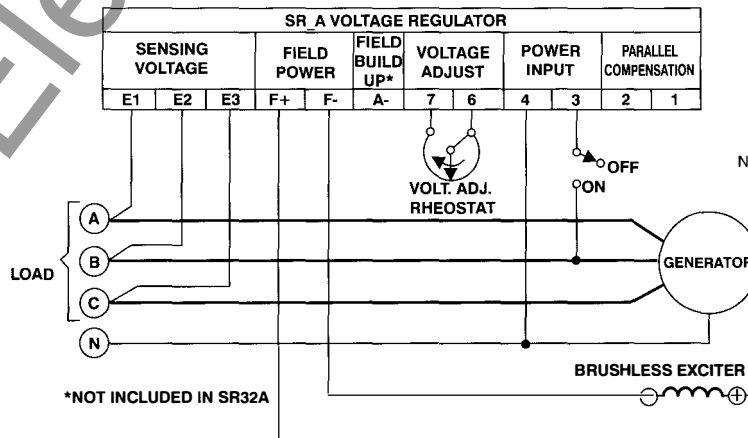 SR_A VOLTAGE REGULATOR
SENSING VOLTAGE
FIELD POWER
FIELD BUILD UP*
VOLTAGE ADJUST
POWER INPUT
PARALLEL COMPENSATION
E1 E2 E3 F+ F- A- 7 6 4 3 2 1
OFF
ON
VOLT. ADJ.
RHEOSTAT
A
B
C
N
LOAD
GENERATOR
BRUSHLESS EXCITER
*NOT INCLUDED IN SR32A
N
Ele